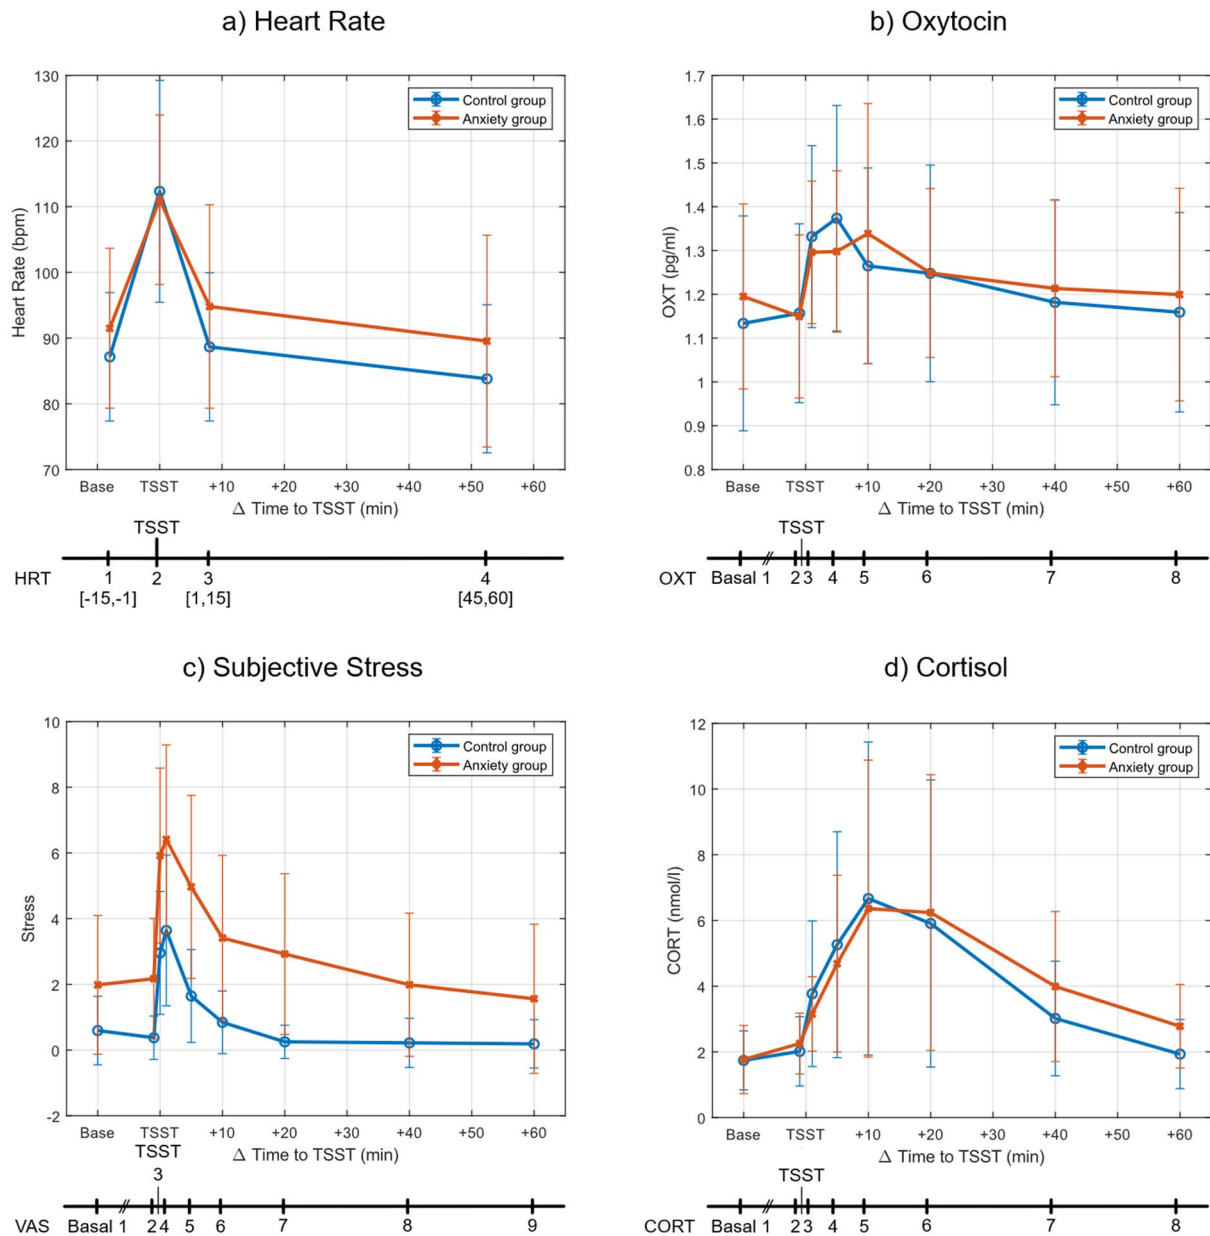 a) Heart Rate
130
120
110
100
90
80
70
Heart Rate (bpm)
Control group
Anxiety group
Base TSST +10 +20 +30 +40 +50 +60
Δ Time to TSST (min)
TSST
HRT 1 2 3 4
[-15,-1] [1,15] [45,60]
b) Oxytocin
1.7
1.6
1.5
1.4
1.3
1.2
1.1
1
0.9
0.8
OXT (pg/ml)
Control group
Anxiety group
Base TSST +10 +20 +30 +40 +50 +60
Δ Time to TSST (min)
TSST
OXT Basal 1 2 3 4 5 6 7 8
c) Subjective Stress
10
8
6
4
2
0
-2
Stress
Control group
Anxiety group
Base TSST +10 +20 +30 +40 +50 +60
TSST Δ Time to TSST (min)
3
VAS Basal 1 2 4 5 6 7 8 9
d) Cortisol
12
10
8
6
4
2
0
CORT (nmol/l)
Control group
Anxiety group
Base TSST +10 +20 +30 +40 +50 +60
Δ Time to TSST (min)
TSST
CORT Basal 1 2 3 4 5 6 7 8